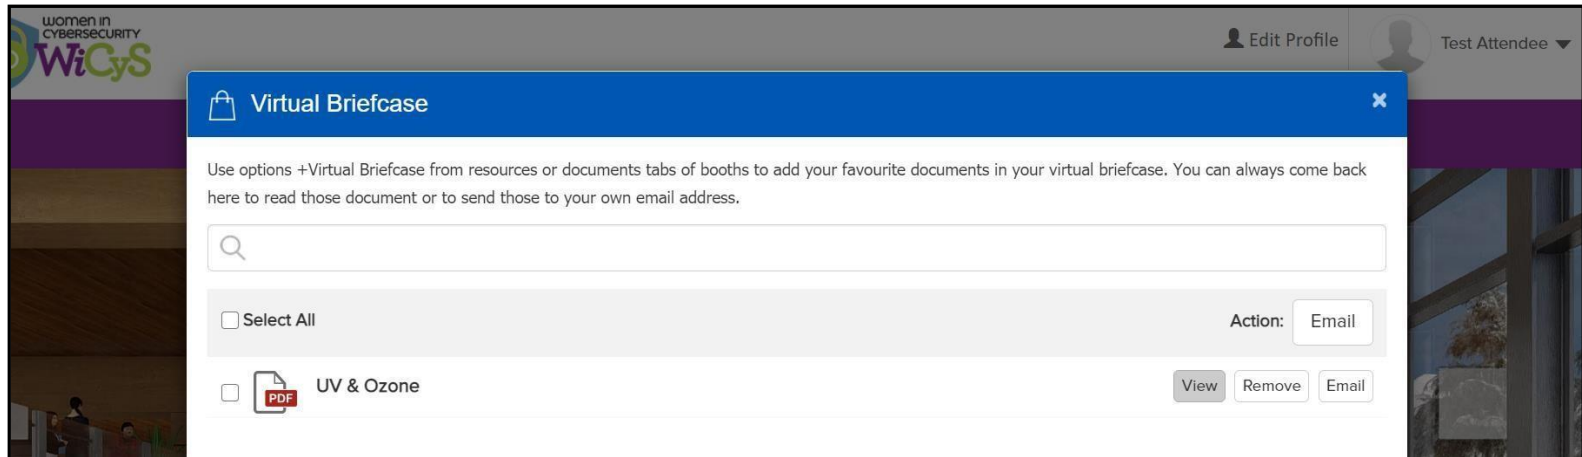 women in
CYBERSECURITY
WiCyS
Edit Profile
Test Attendee
Virtual Briefcase
Use options +Virtual Briefcase from resources or documents tabs of booths to add your favourite documents in your virtual briefcase. You can always come back
here to read those document or to send those to your own email address.
Select All
Action: Email
PDF UV & Ozone View Remove Email